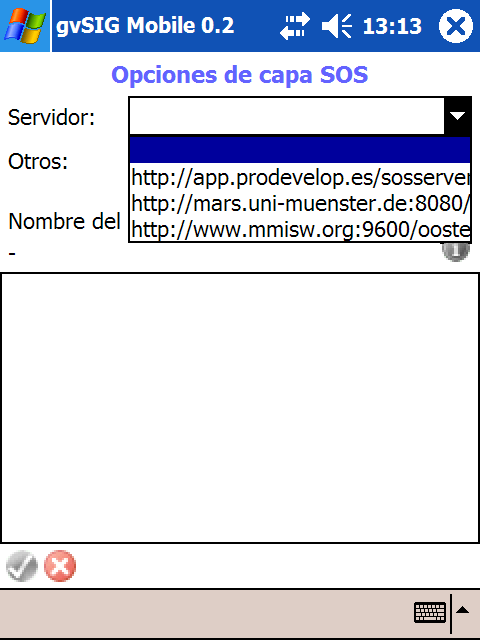 gvSIG Mobile 0.2 13:13
Opciones de capa SOS
Servidor:
http://app.prodevelop.es/sosserver
Otros:
http://mars.uni-muenster.de:8080/
Nombre del
http://www.mmisw.org:9600/ooste
-